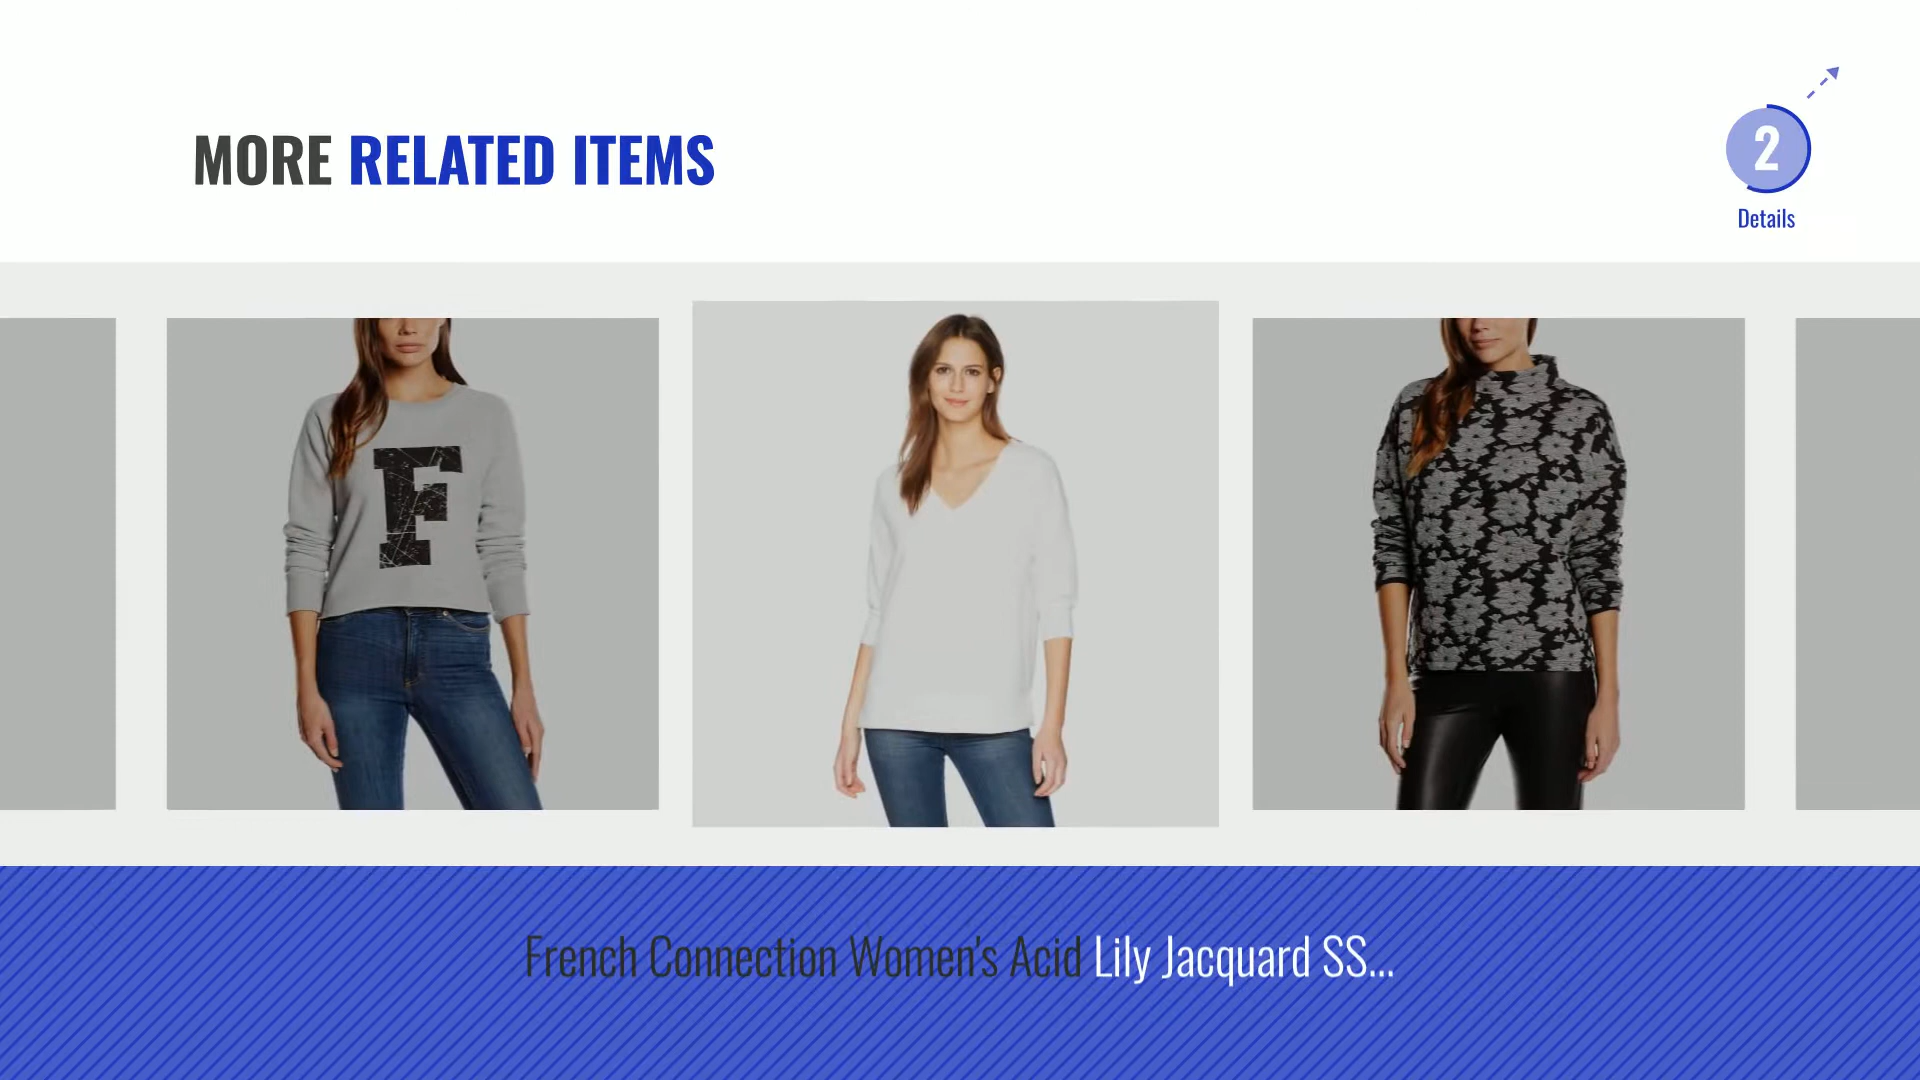 MORE RELATED ITEMS
2
Details
F
French Connection Women's Acid Lily Jacquard SS...